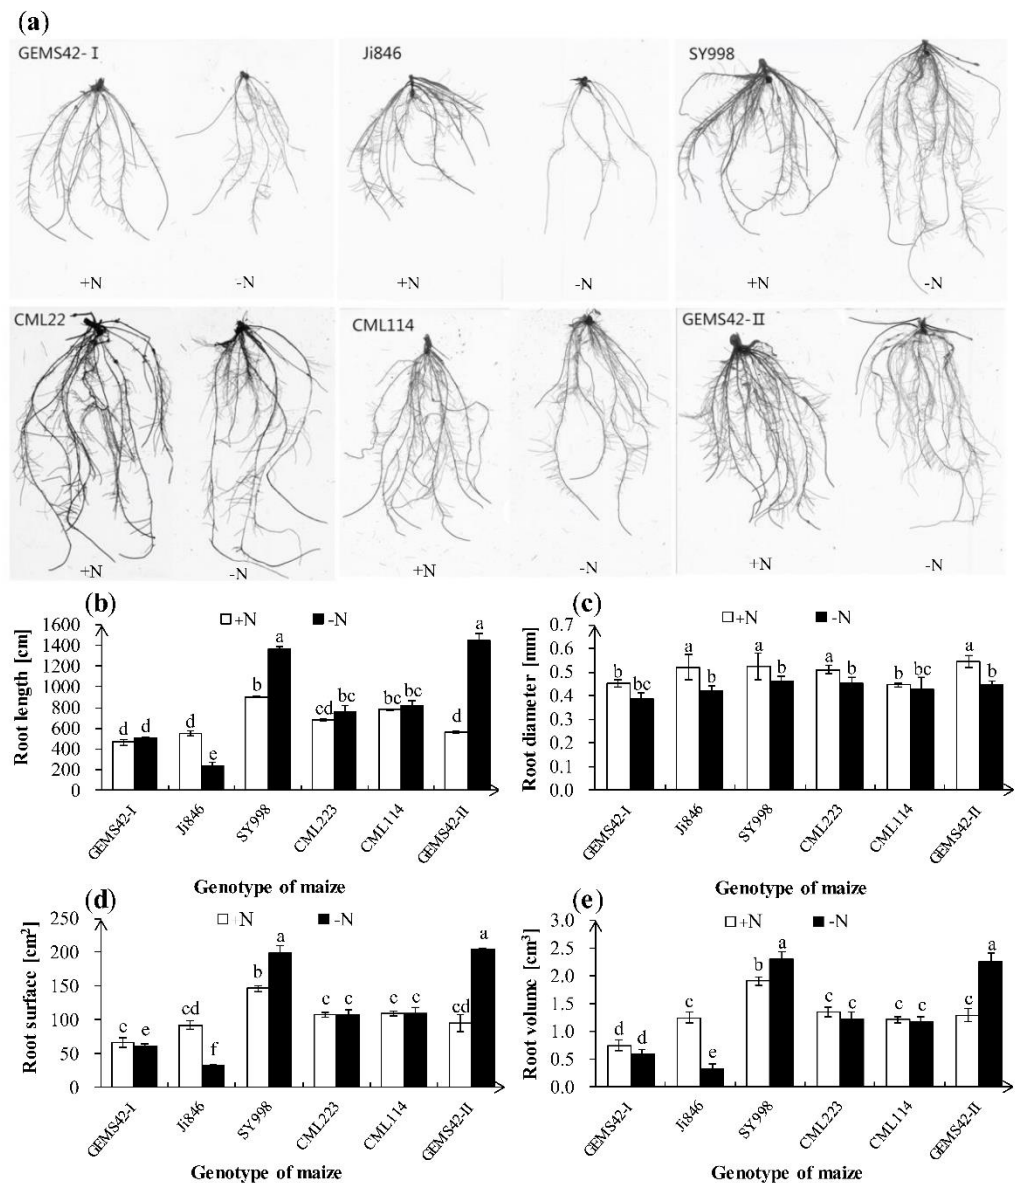 (a)
GEMS42- I
Ji846
SY998
+N
-N
+N
-N
+N
-N
CML22
CML114
GEMS42-II
+N
-N
+N
-N
+N
-N
(b)
Root length [cm]
1600
1400
1200
1000
800
600
400
200
0
+N
-N
d
d
d
e
b
a
cd
bc
bc
bc
d
a
GEMS42-I
Ji846
SY998
CML223
CML114
GEMS42-II
Genotype of maize
(c)
Root diameter [mm]
0.7
0.6
0.5
0.4
0.3
0.2
0.1
0.0
+N
-N
b
bc
a
b
a
b
a
b
b
bc
a
b
GEMS42-I
Ji846
SY998
CML223
CML114
GEMS42-II
Genotype of maize
(d)
Root surface [cm²]
250
200
150
100
50
0
+N
-N
c
e
cd
f
b
a
c
c
c
c
cd
a
GEMS42-I
Ji846
SY998
CML223
CML114
GEMS42-II
Genotype of maize
(e)
Root volume [cm³]
3.0
2.5
2.0
1.5
1.0
0.5
0.0
+N
-N
d
d
c
e
b
a
c
c
c
c
c
a
GEMS42-I
Ji846
SY998
CML223
CML114
GEMS42-II
Genotype of maize